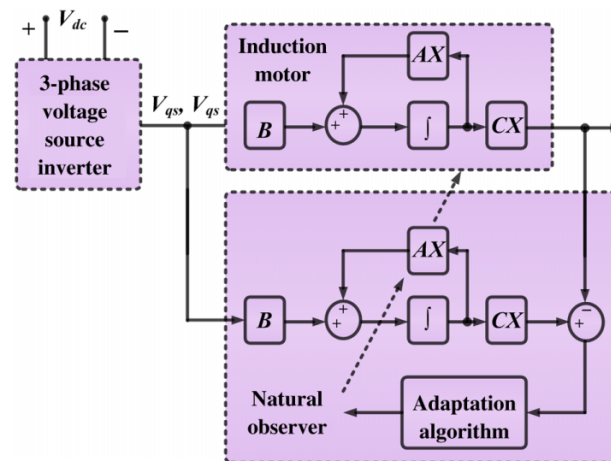 + V_dc −
3-phase
voltage
source
inverter
V_qs, V_qs
Induction
motor
AX
B
+
+
∫
CX
AX
B
+
+
∫
CX
−
+
Natural
observer
Adaptation
algorithm